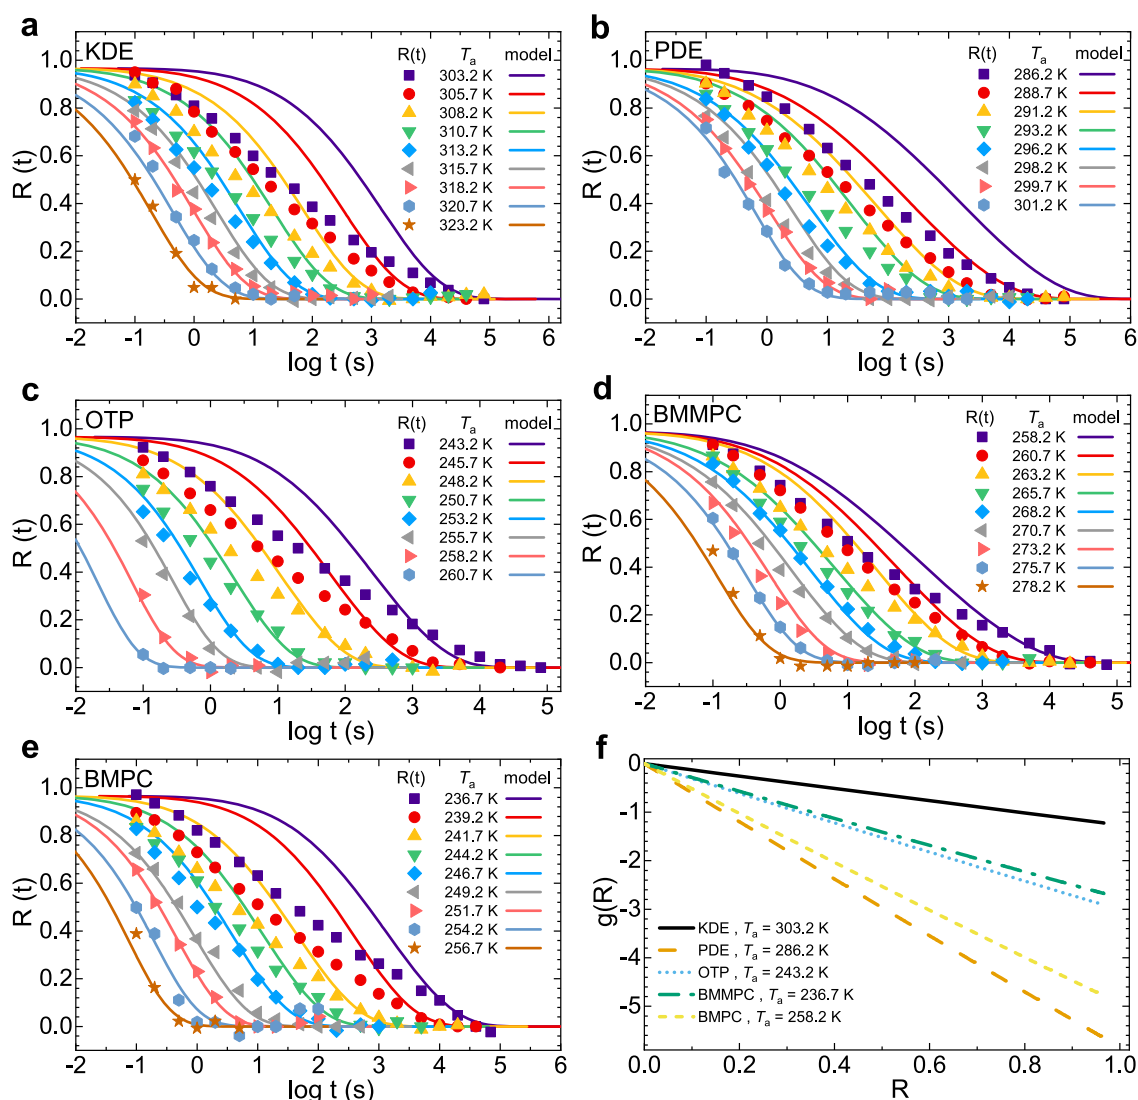 a
KDE
R(t) Ta model
303.2 K
305.7 K
308.2 K
310.7 K
313.2 K
315.7 K
318.2 K
320.7 K
323.2 K
1.0
0.8
0.6
0.4
0.2
0.0
R (t)
-2 -1 0 1 2 3 4 5 6
log t (s)
b
PDE
R(t) Ta model
286.2 K
288.7 K
291.2 K
293.2 K
296.2 K
298.2 K
299.7 K
301.2 K
1.0
0.8
0.6
0.4
0.2
0.0
R (t)
-2 -1 0 1 2 3 4 5 6
log t (s)
c
OTP
R(t) Ta model
243.2 K
245.7 K
248.2 K
250.7 K
253.2 K
255.7 K
258.2 K
260.7 K
1.0
0.8
0.6
0.4
0.2
0.0
R (t)
-2 -1 0 1 2 3 4 5
log t (s)
d
BMMPC
R(t) Ta model
258.2 K
260.7 K
263.2 K
265.7 K
268.2 K
270.7 K
273.2 K
275.7 K
278.2 K
1.0
0.8
0.6
0.4
0.2
0.0
R (t)
-2 -1 0 1 2 3 4 5
log t (s)
e
BMPC
R(t) Ta model
236.7 K
239.2 K
241.7 K
244.2 K
246.7 K
249.2 K
251.7 K
254.2 K
256.7 K
1.0
0.8
0.6
0.4
0.2
0.0
R (t)
-2 -1 0 1 2 3 4 5 6
log t (s)
f
0
-1
-2
-3
-4
-5
g(R)
KDE , Ta = 303.2 K
PDE , Ta = 286.2 K
OTP , Ta = 243.2 K
BMMPC , Ta = 236.7 K
BMPC , Ta = 258.2 K
0.0 0.2 0.4 0.6 0.8 1.0
R